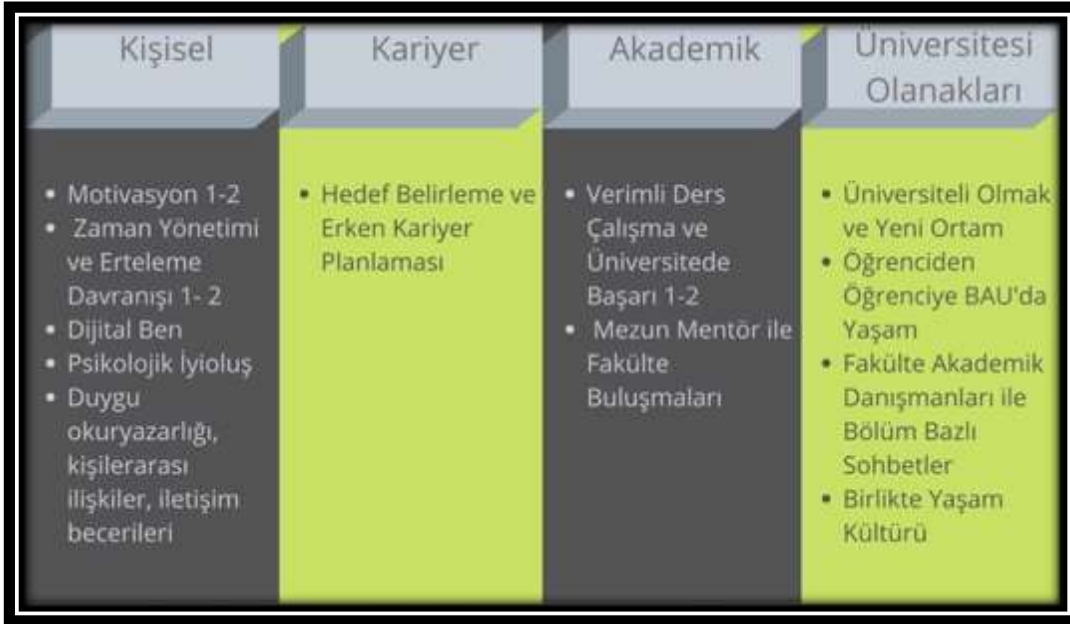 Kişisel
Motivasyon 1-2
Zaman Yönetimi
ve Erteleme
Davranışı 1- 2
Dijital Ben
Psikolojik İyioluş
Duygu
okuryazarlığı,
kişilerarası
ilişkiler, iletişim
becerileri
Kariyer
Hedef Belirleme ve
Erken Kariyer
Planlaması
Akademik
Verimli Ders
Çalışma ve
Üniversitede
Başarı 1-2
Mezun Mentör ile
Fakülte
Buluşmaları
Üniversitesi
Olanakları
Üniversiteli Olmak
ve Yeni Ortam
Öğrenciden
Öğrenciye BAU'da
Yaşam
Fakülte Akademik
Danışmanları ile
Bölüm Bazlı
Sohbetler
Birlikte Yaşam
Kültürü